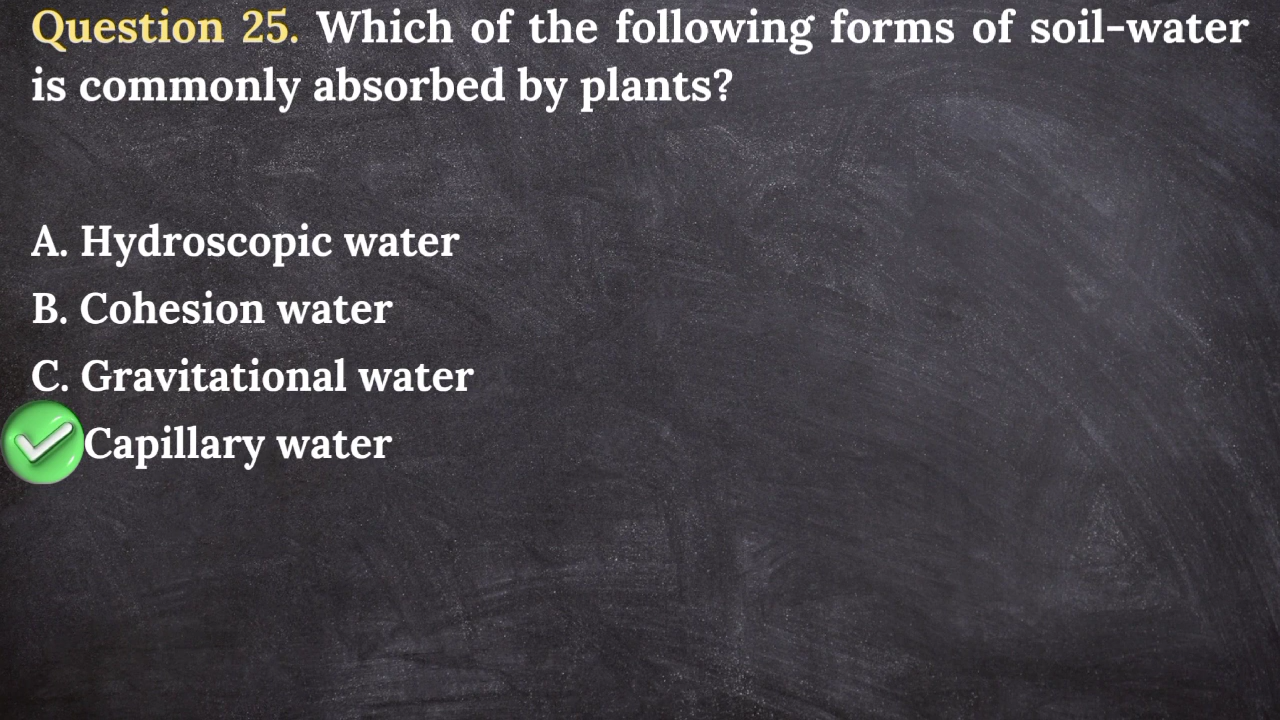 Question 25. Which of the following forms of soil-water
is commonly absorbed by plants?
A. Hydroscopic water
B. Cohesion water
C. Gravitational water
Capillary water